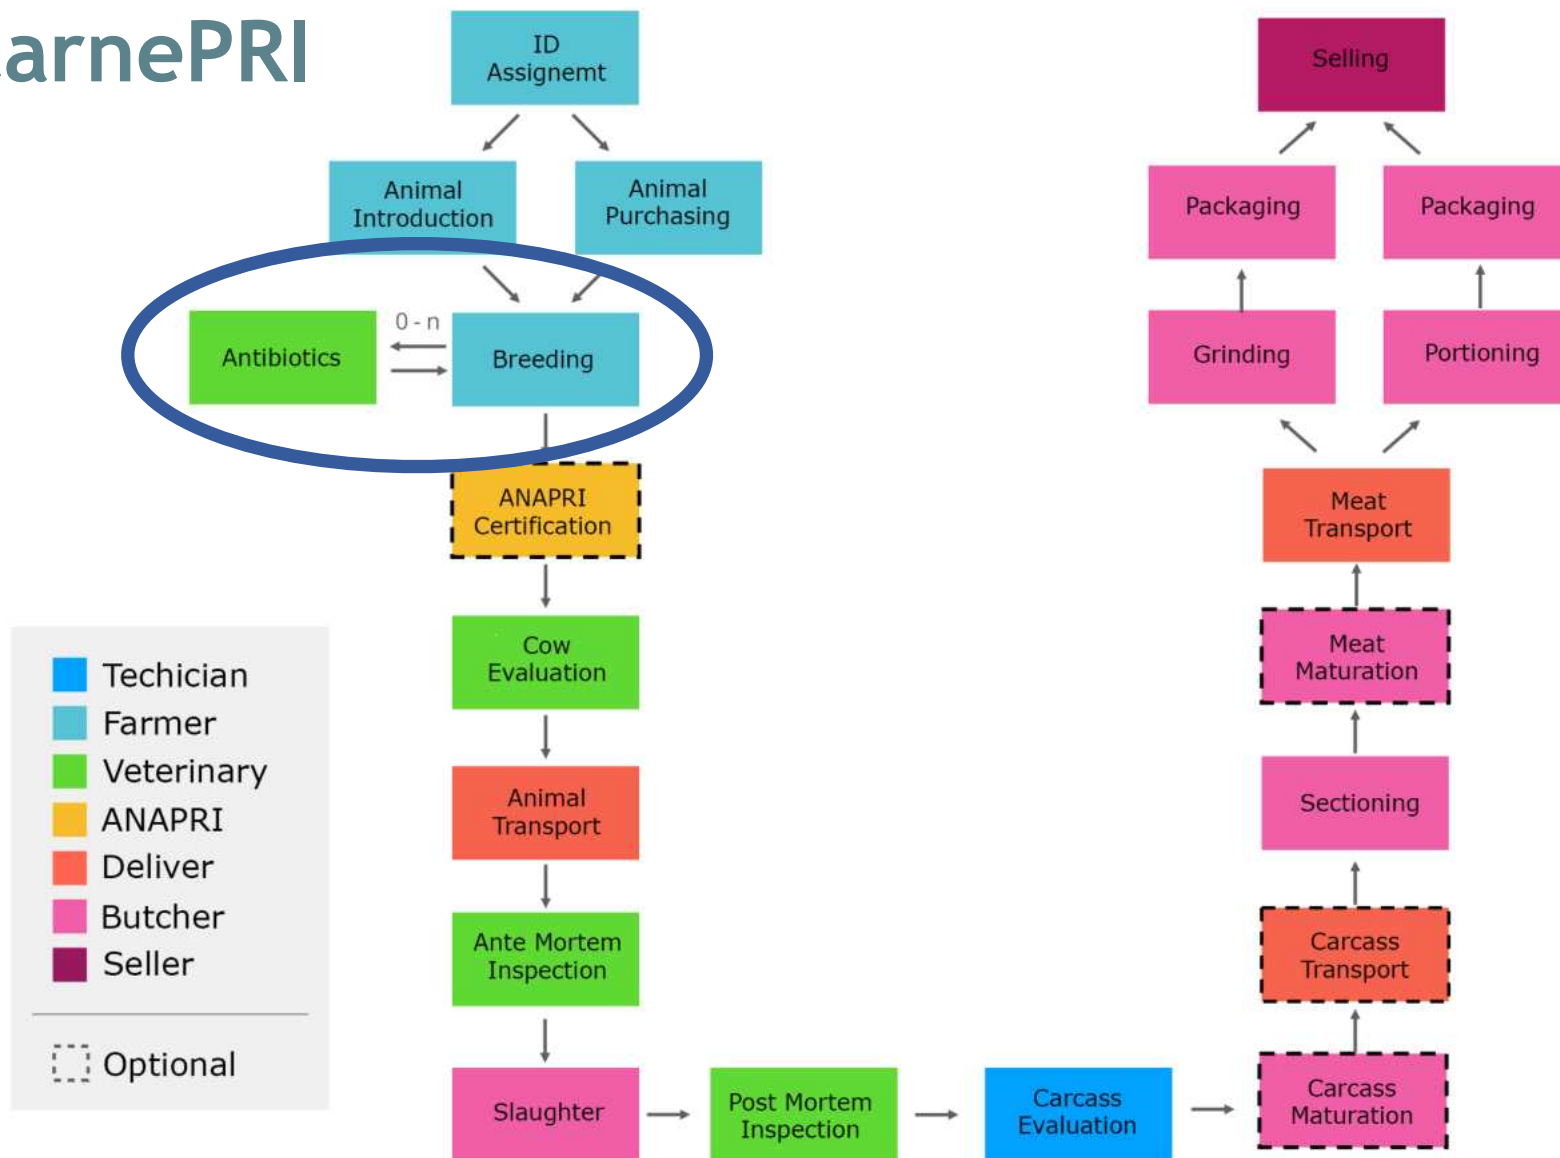 arnePRI
ID
Assignemt
Animal
Introduction
Animal
Purchasing
Antibiotics
0 - n
Breeding
ANAPRI
Certification
Cow
Evaluation
Animal
Transport
Ante Mortem
Inspection
Slaughter
Post Mortem
Inspection
Carcass
Evaluation
Carcass
Maturation
Carcass
Transport
Sectioning
Meat
Maturation
Meat
Transport
Grinding
Portioning
Packaging
Packaging
Selling
Techician
Farmer
Veterinary
ANAPRI
Deliver
Butcher
Seller
Optional